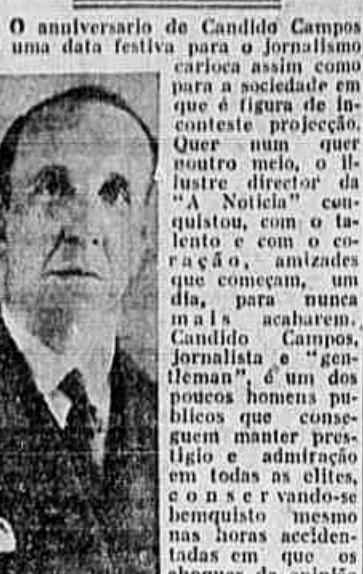 O anniversario de Candido Campos
uma data festiva para o jornalismo
carioca assim como
para a sociedade em
que é figura de in
conteste projecção.
Quer num quer
noutro meio, o il
lustre director da
"A Noticia" con-
quistou, com o ta-
lento e com o co-
ração, amizades
que começam, um
dia, para nunca
mais acabarem.
Candido Campos,
jornalista e "gen-
tleman", é um dos
poucos homens pu-
blicos que conse-
guem manter pres-
tigio e admiração
em todas as elites,
conservando-se
bemquisto mesmo
nas horas acciden-
tadas em que os
choques de opinião